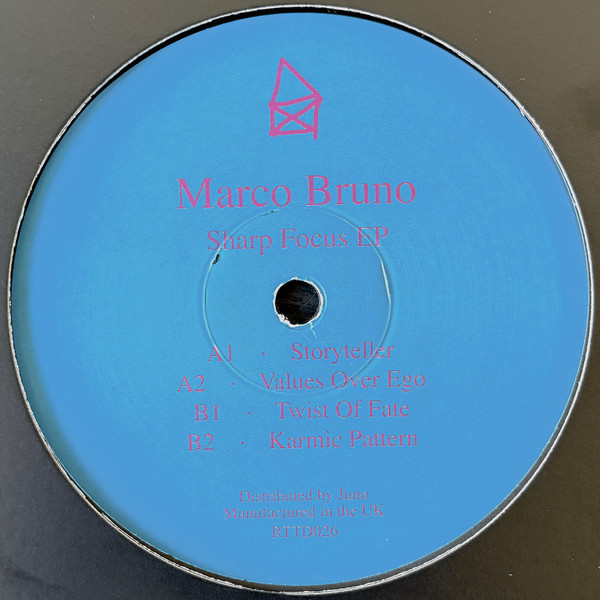 Marco Bruno
Sharp Focus EP
A1 · Storyteller
A2 · Values Over Ego
B1 · Twist Of Fate
B2 · Karmic Pattern
Distributed by Juno
Manufactured in the UK
RTTD026